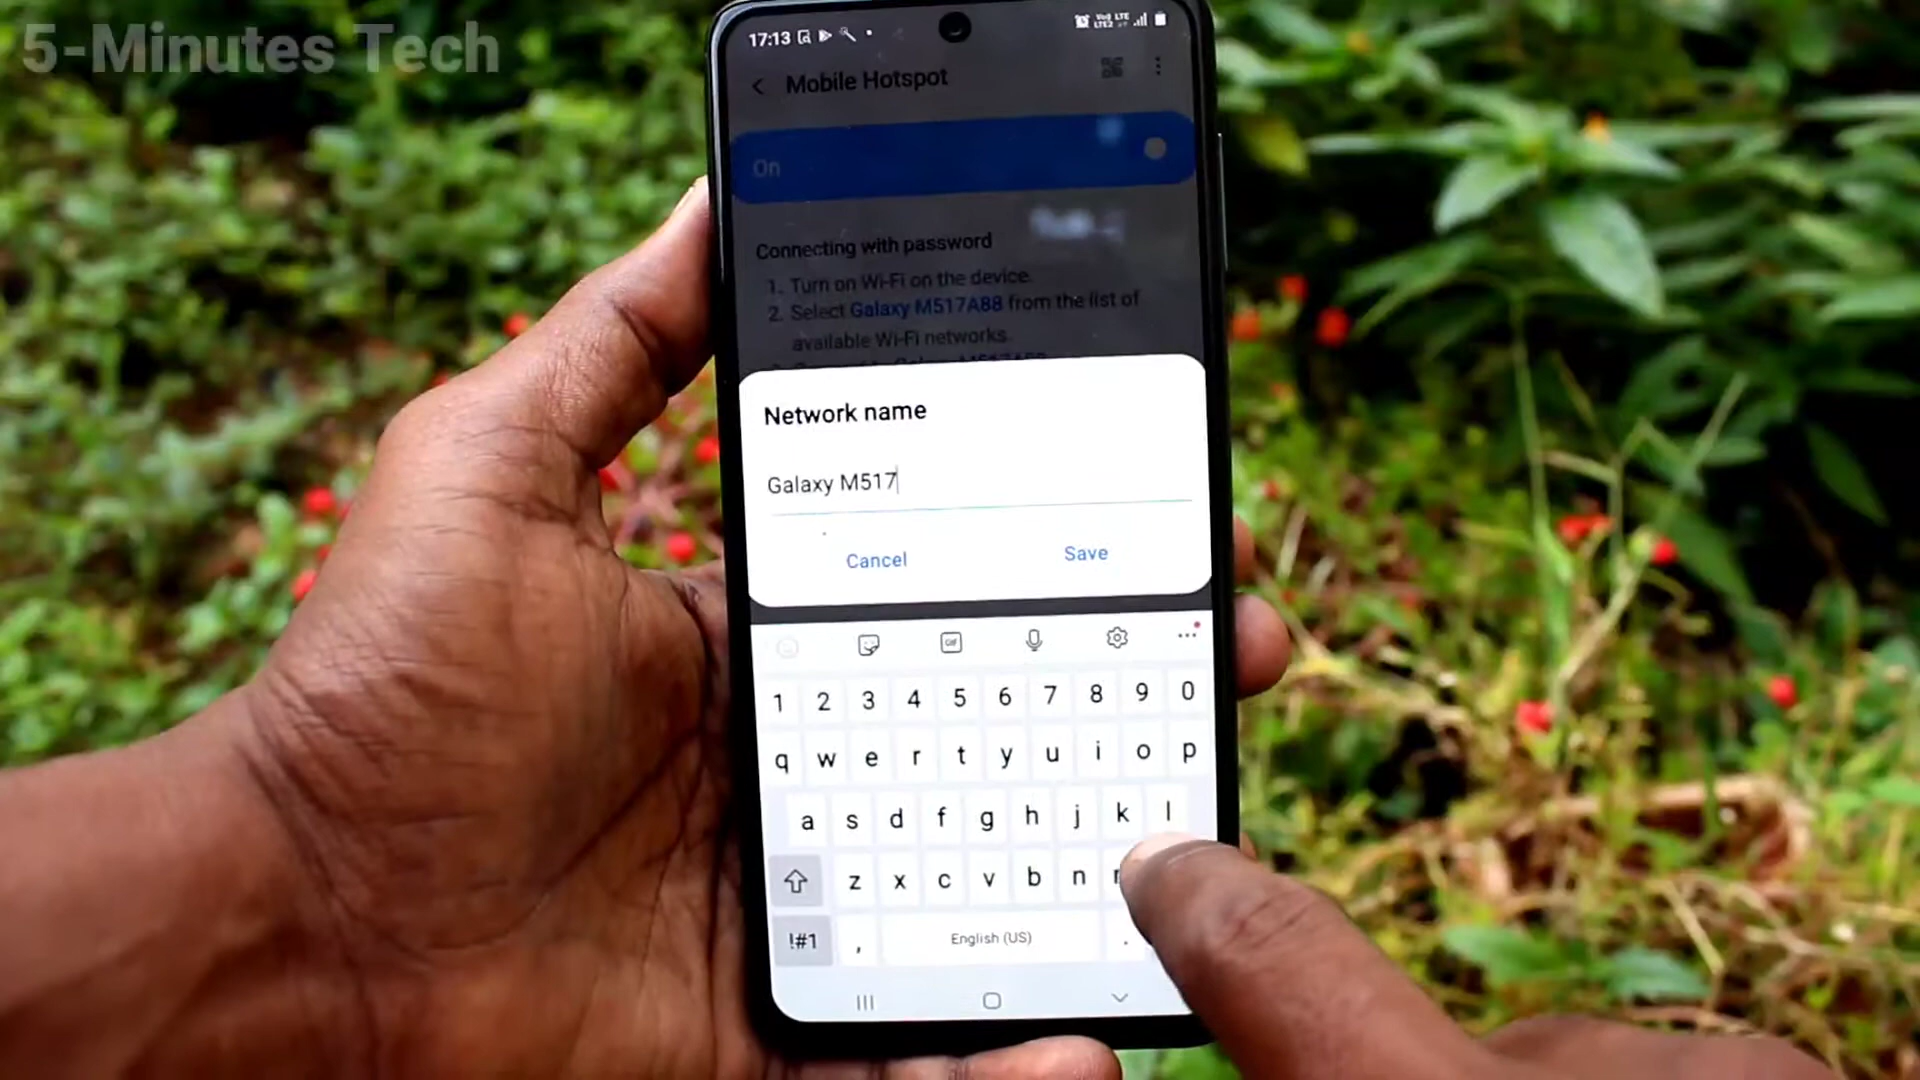 5-Minutes Tech
17:13
Mobile Hotspot
On
Connecting with password
1. Turn on Wi-Fi on the device.
2. Select Galaxy M517A88 from the list of
available Wi-Fi networks.
Network name
Galaxy M517
Cancel
Save
GIF
1 2 3 4 5 6 7 8 9 0
q w e r t y u i o p
a s d f g h j k l
z x c v b n
!#1 , English (US) .